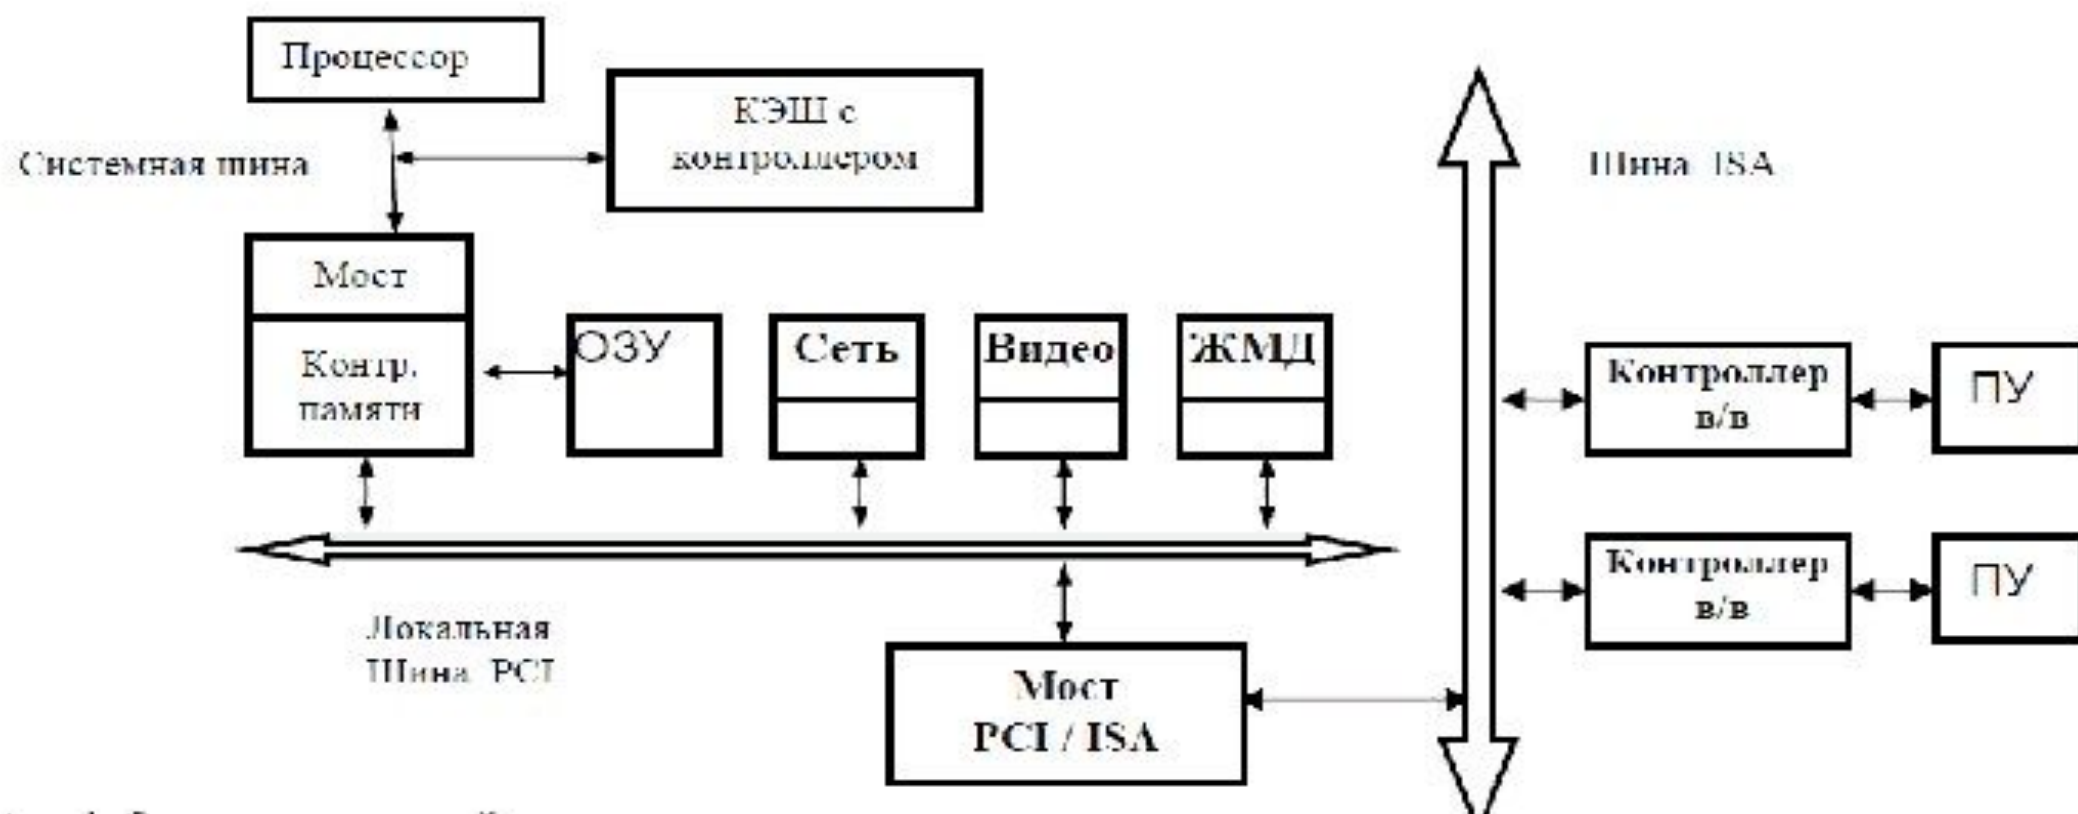 Процессор
КЭШ с
контроллером
Системная шина
Шина ISA
Мост
Контр.
памяти
ОЗУ
Сеть
Видео
ЖМД
Контроллер
в/в
ПУ
Контроллер
в/в
ПУ
Локальная
Шина PCI
Мост
PCI / ISA